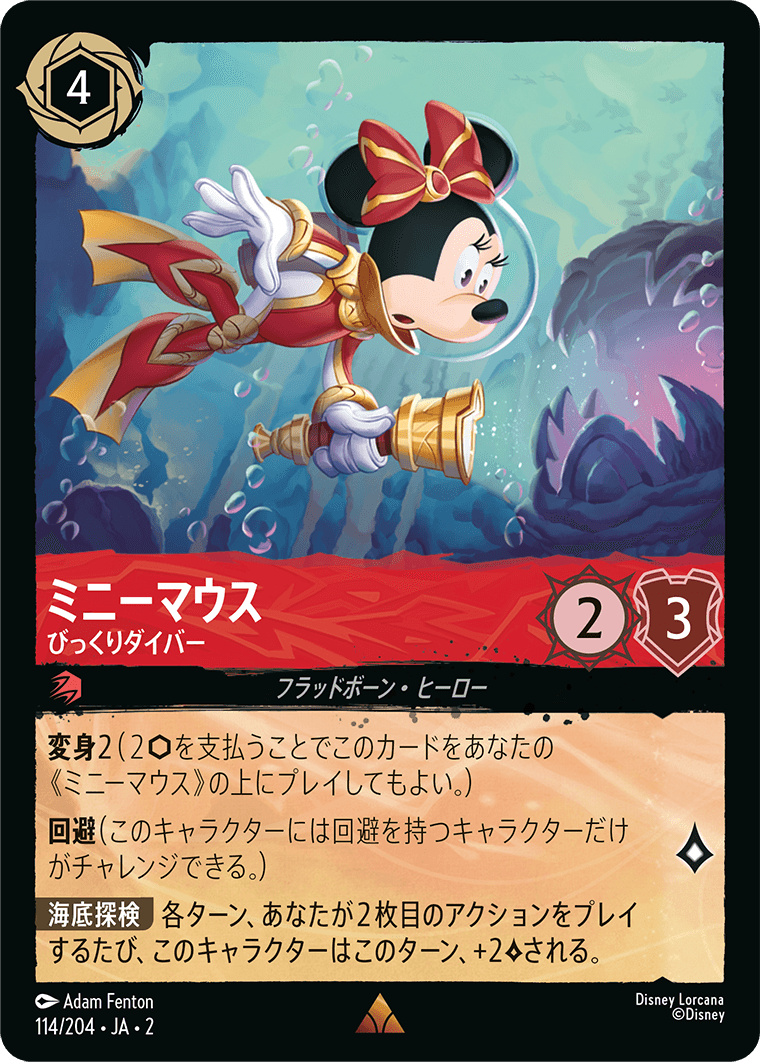 4
ミニーマウス
びっくりダイバー
2
3
フラッドボーン・ヒーロー
変身2(2⬡を支払うことでこのカードをあなたの
《ミニーマウス》の上にプレイしてもよい。)
回避(このキャラクターには回避を持つキャラクターだけ
がチャレンジできる。)
海底探検 各ターン、あなたが2枚目のアクションをプレイ
するたび、このキャラクターはこのターン、+2◊される。
Adam Fenton
114/204・JA・2
Disney Lorcana
©Disney